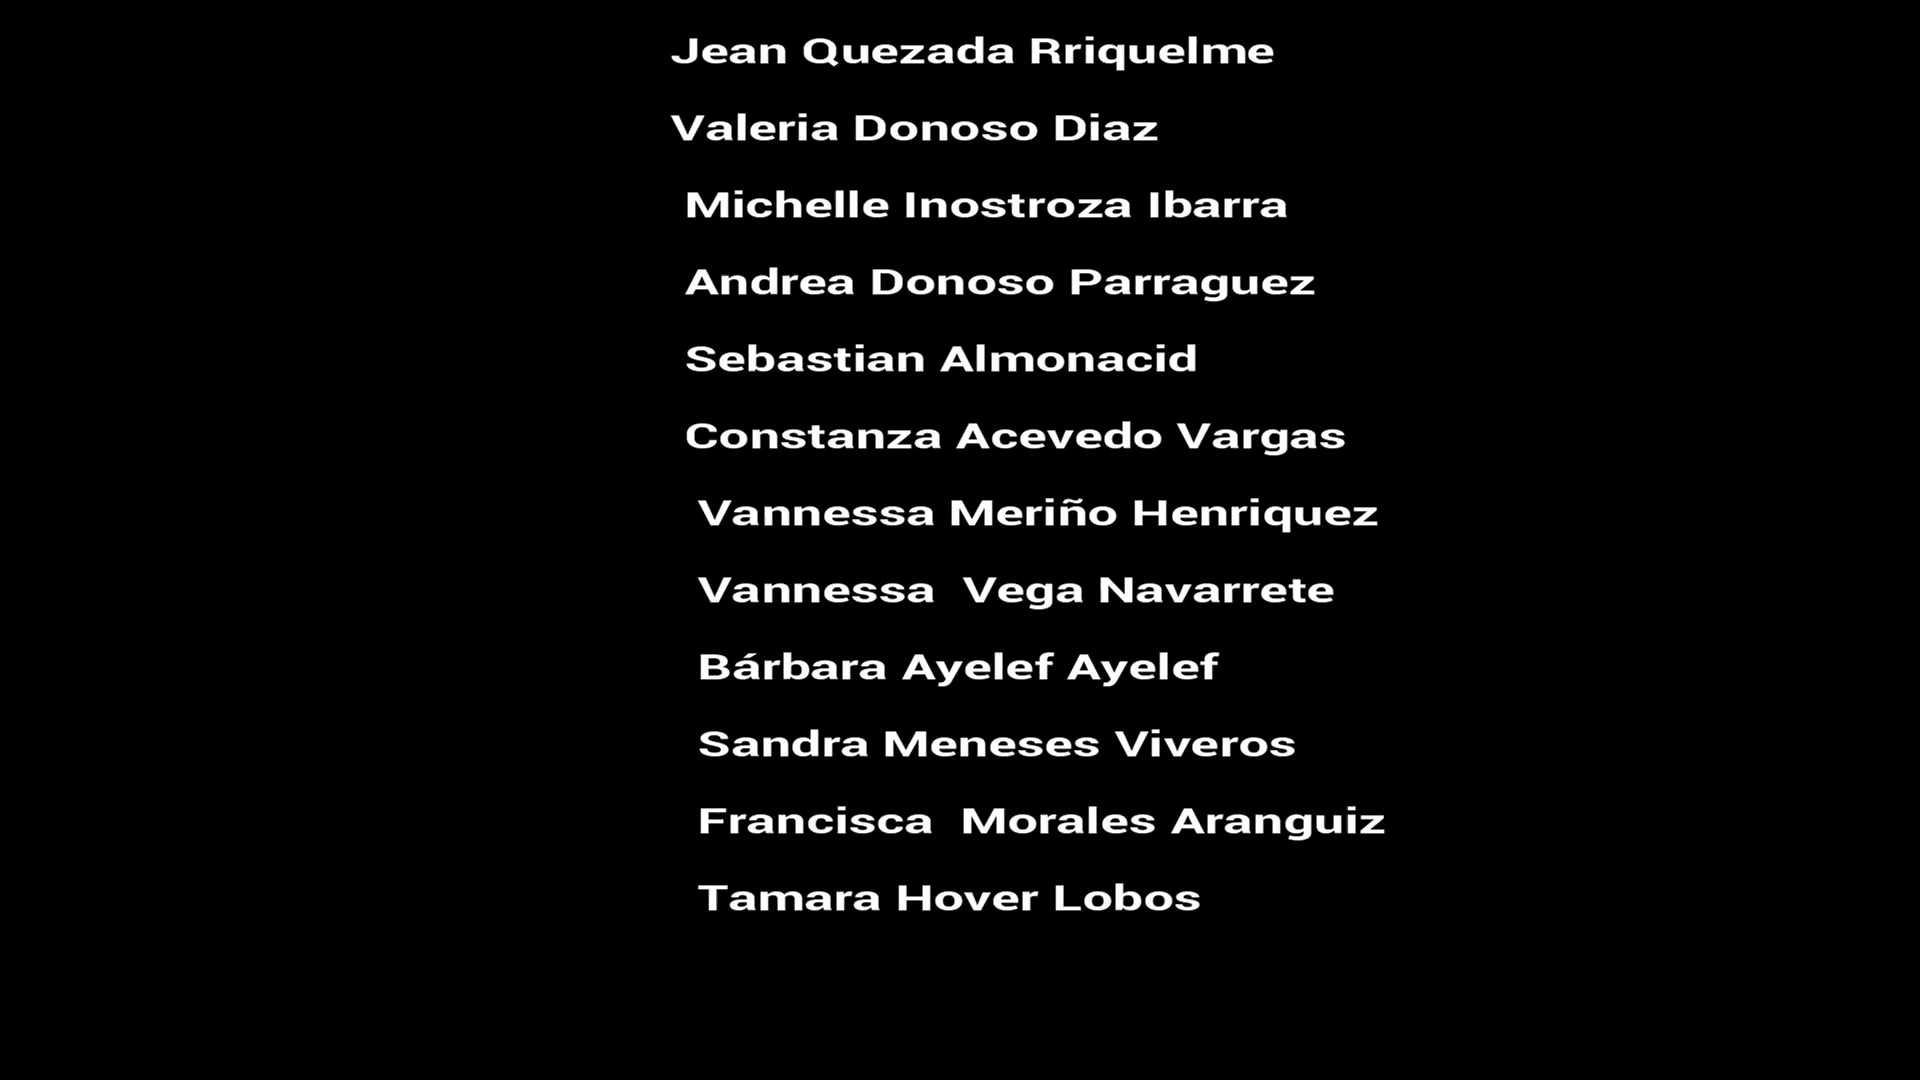 Jean Quezada Rriquelme
Valeria Donoso Diaz
Michelle Inostroza Ibarra
Andrea Donoso Parraguez
Sebastian Almonacid
Constanza Acevedo Vargas
Vannessa Meriño Henriquez
Vannessa  Vega Navarrete
Bárbara Ayelef Ayelef
Sandra Meneses Viveros
Francisca  Morales Aranguiz
Tamara Hover Lobos